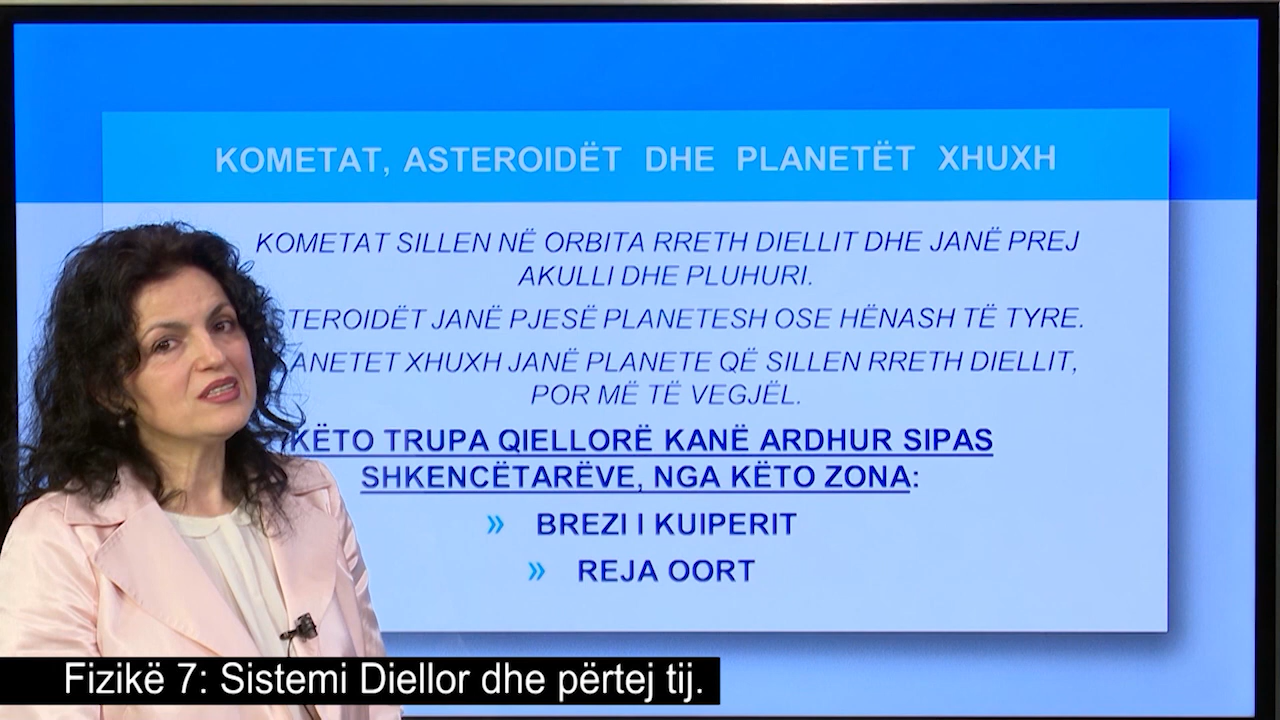 KOMETAT, ASTEROIDËT DHE PLANETËT XHUXH
KOMETAT SILLEN NË ORBITA RRETH DIELLIT DHE JANË PREJ
AKULLI DHE PLUHURI.
TEROIDËT JANË PJESË PLANETESH OSE HËNASH TË TYRE.
ANETET XHUXH JANË PLANETE QË SILLEN RRETH DIELLIT,
POR MË TË VEGJËL.
KËTO TRUPA QIELLORË KANË ARDHUR SIPAS
SHKENCËTARËVE, NGA KËTO ZONA:
» BREZI I KUIPERIT
» REJA OORT
Fizikë 7: Sistemi Diellor dhe përtej tij.